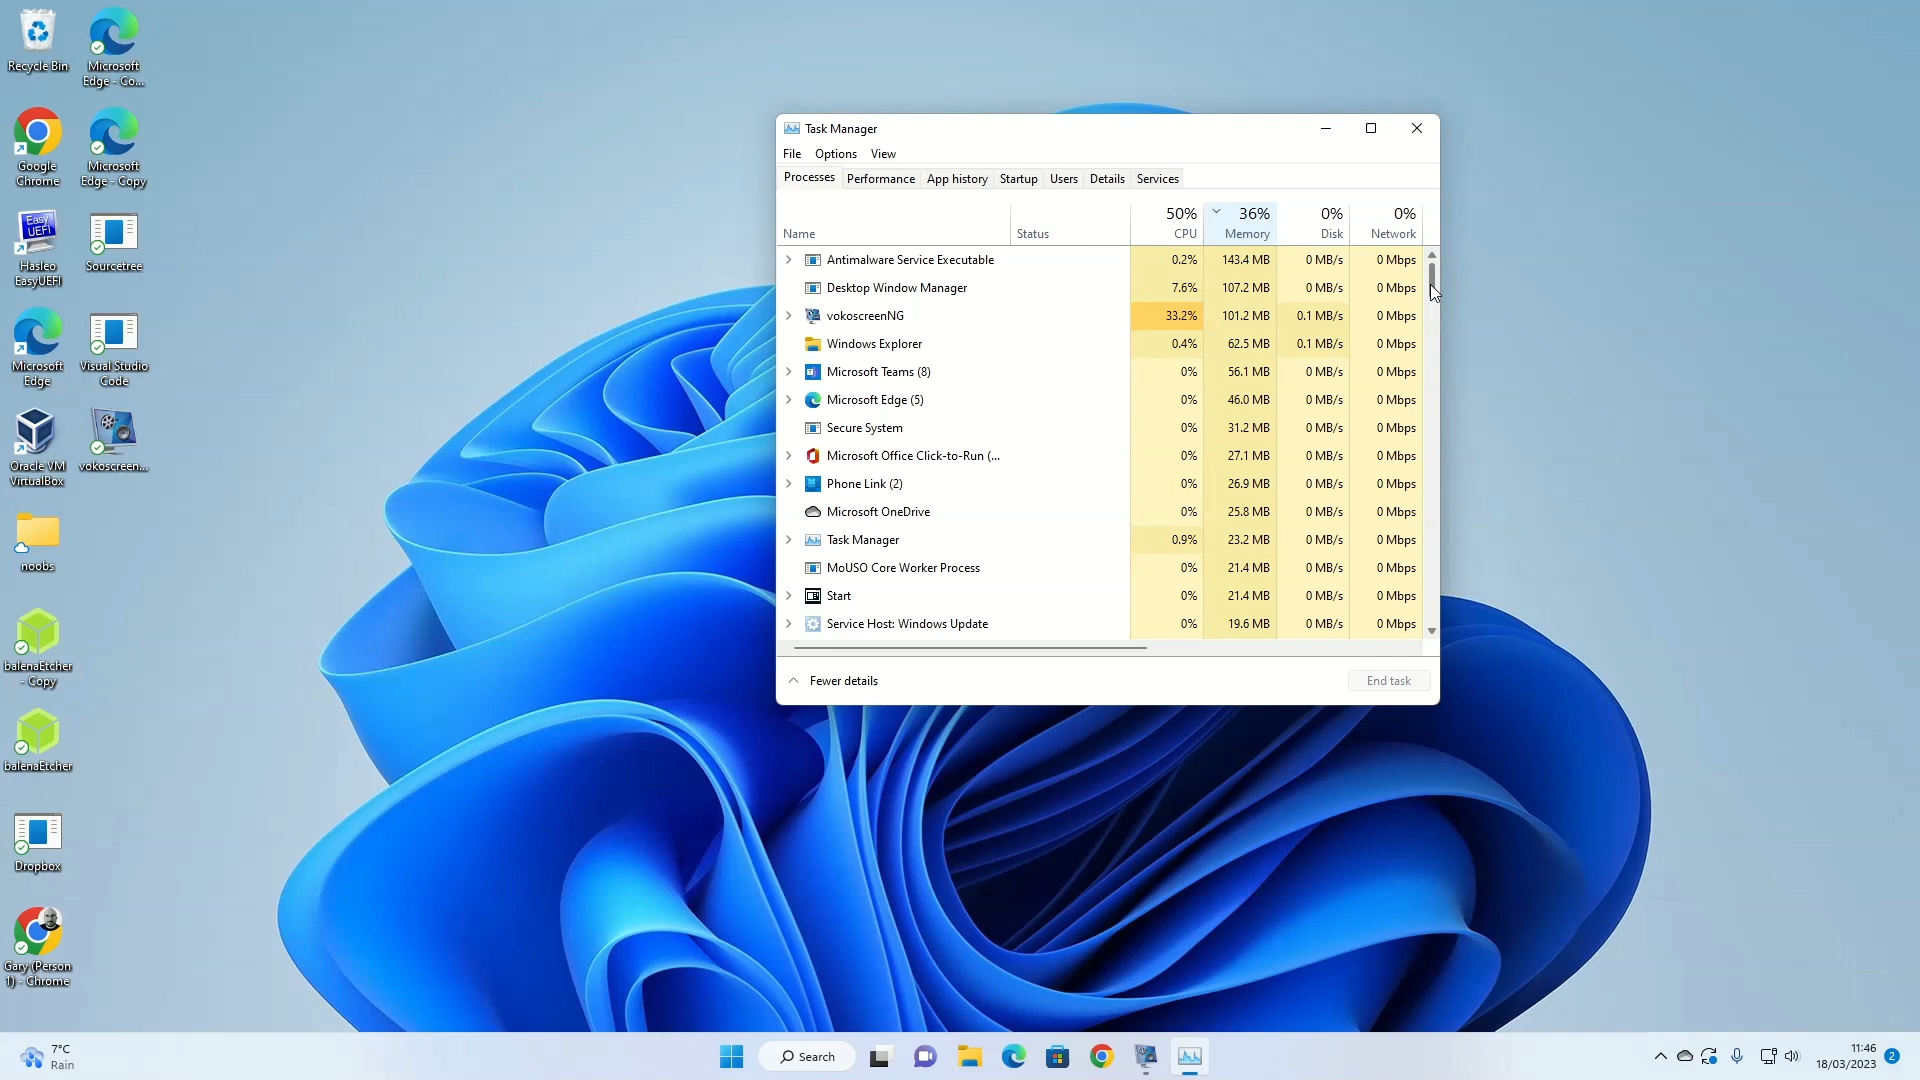 Recycle Bin
Microsoft
Edge - Co...
Google
Chrome
Microsoft
Edge - Copy
Easy
UEFI
Hasleo
EasyUEFI
Sourcetree
Microsoft
Edge
Visual Studio
Code
Oracle VM
VirtualBox
vokoscreen...
noobs
balenaEtcher
- Copy
balenaEtcher
Dropbox
Gary (Person
1) - Chrome
Task Manager
File Options View
Processes Performance App history Startup Users Details Services
50% 36% 0% 0%
Name Status CPU Memory Disk Network
Antimalware Service Executable 0.2% 143.4 MB 0 MB/s 0 Mbps
Desktop Window Manager 7.6% 107.2 MB 0 MB/s 0 Mbps
vokoscreenNG 33.2% 101.2 MB 0.1 MB/s 0 Mbps
Windows Explorer 0.4% 62.5 MB 0.1 MB/s 0 Mbps
Microsoft Teams (8) 0% 56.1 MB 0 MB/s 0 Mbps
Microsoft Edge (5) 0% 46.0 MB 0 MB/s 0 Mbps
Secure System 0% 31.2 MB 0 MB/s 0 Mbps
Microsoft Office Click-to-Run (... 0% 27.1 MB 0 MB/s 0 Mbps
Phone Link (2) 0% 26.9 MB 0 MB/s 0 Mbps
Microsoft OneDrive 0% 25.8 MB 0 MB/s 0 Mbps
Task Manager 0.9% 23.2 MB 0 MB/s 0 Mbps
MoUSO Core Worker Process 0% 21.4 MB 0 MB/s 0 Mbps
Start 0% 21.4 MB 0 MB/s 0 Mbps
Service Host: Windows Update 0% 19.6 MB 0 MB/s 0 Mbps
Fewer details End task
7°C
Rain
Search
11:46
18/03/2023
2